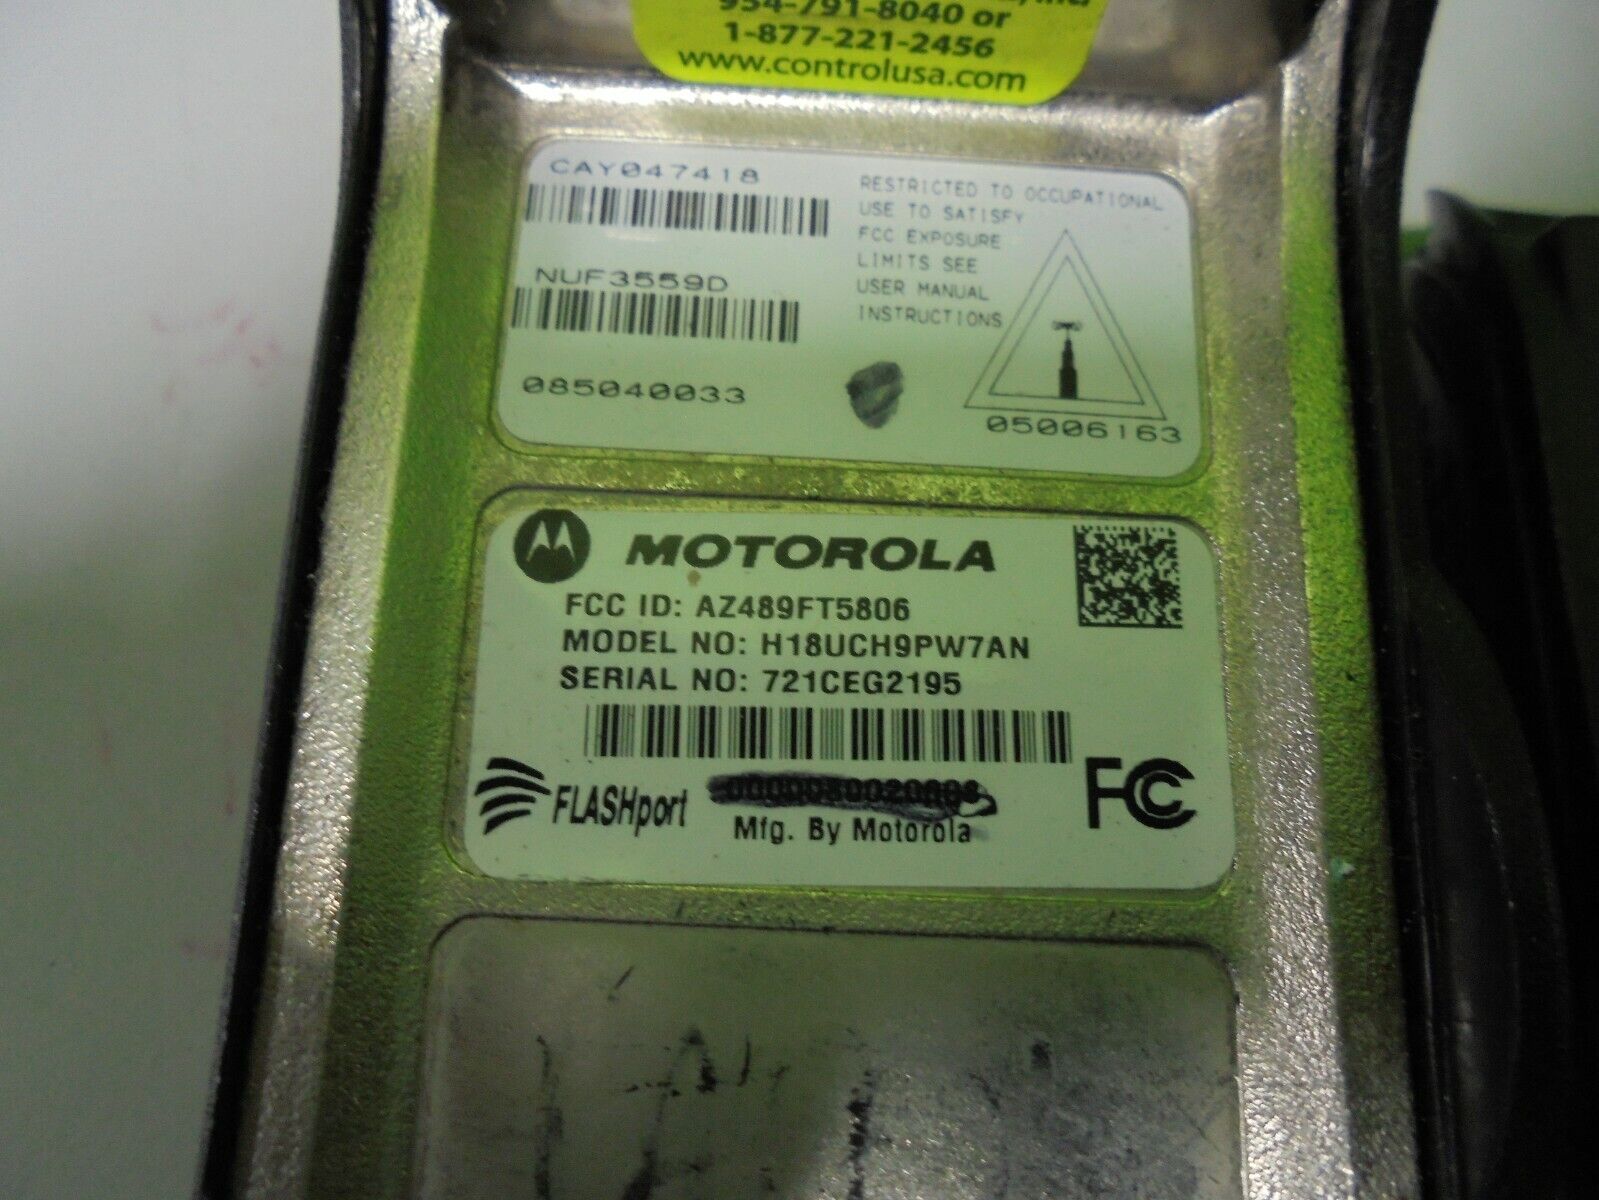 954-791-8040 or
1-877-221-2456
www.controlusa.com
CAY047418
NUF3559D
085040033
RESTRICTED TO OCCUPATIONAL
USE TO SATISFY
FCC EXPOSURE
LIMITS SEE
USER MANUAL
INSTRUCTIONS
05006163
MOTOROLA
FCC ID: AZ489FT5806
MODEL NO: H18UCH9PW7AN
SERIAL NO: 721CEG2195
FLASHport
Mfg. By Motorola
FC